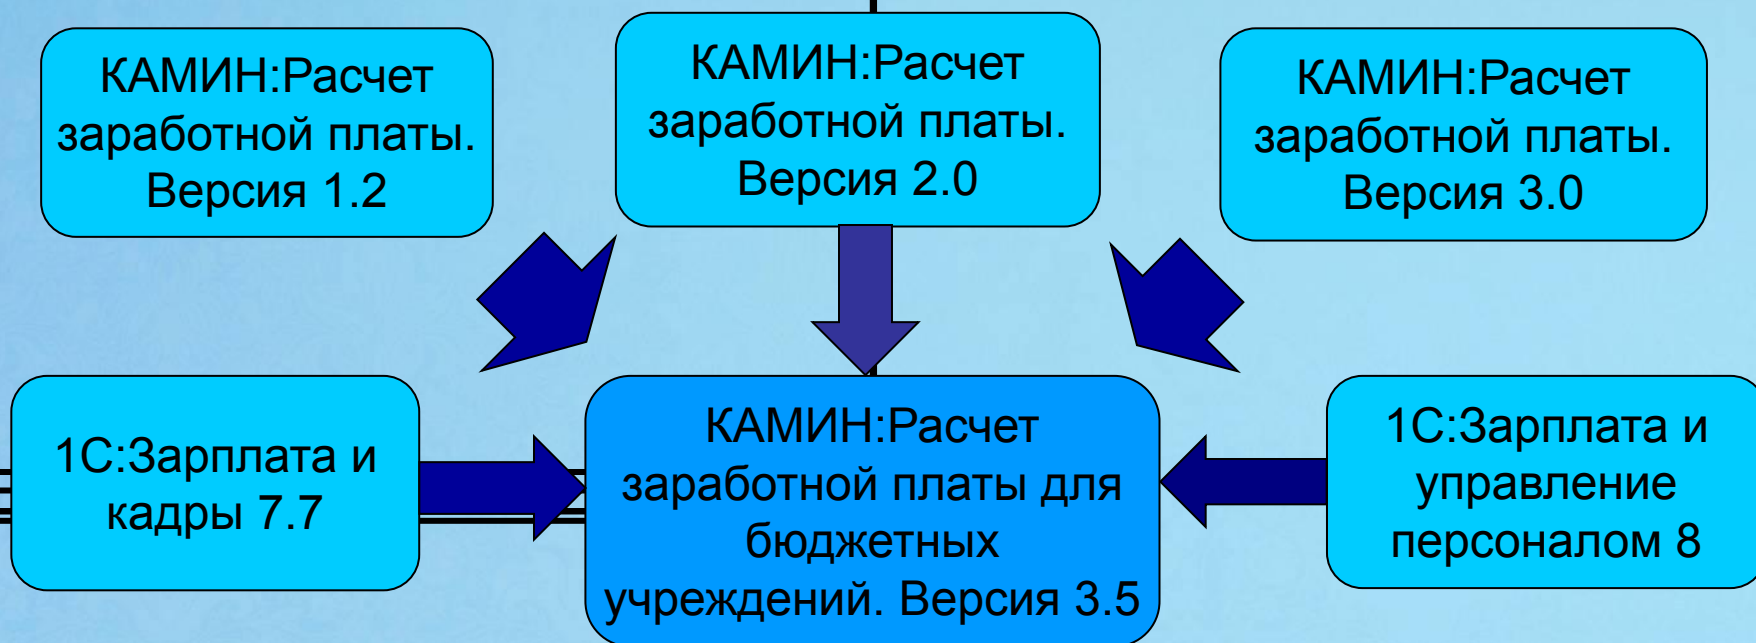 КАМИН:Расчет
заработной платы.
Версия 1.2
КАМИН:Расчет
заработной платы.
Версия 2.0
КАМИН:Расчет
заработной платы.
Версия 3.0
1С:Зарплата и
кадры 7.7
КАМИН:Расчет
заработной платы для
бюджетных
учреждений. Версия 3.5
1С:Зарплата и
управление
персоналом 8